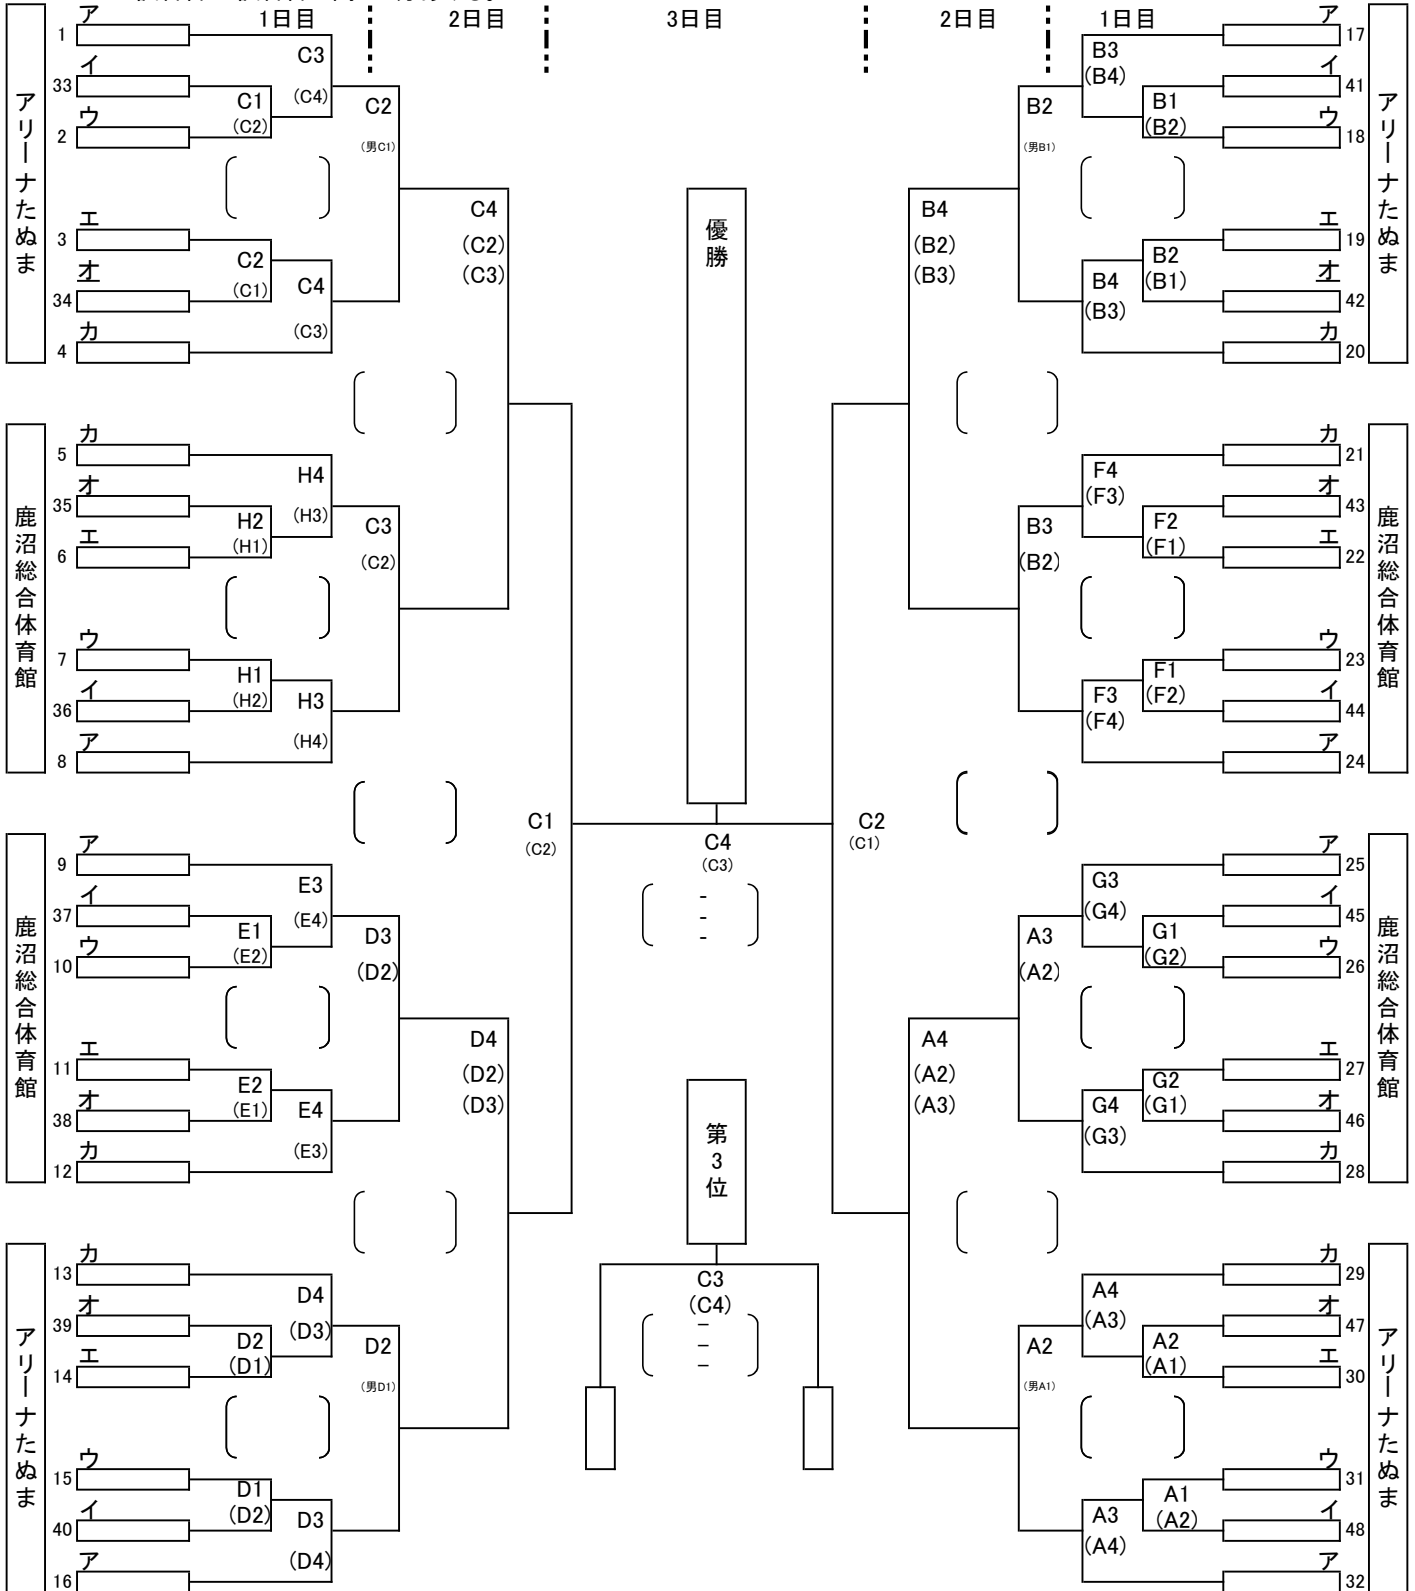 1日目 2日目 3日目 2日目 1日目
アリーナたぬま
1 ア
33 イ
2 ウ
3 エ
34 オ
4 カ
C1
(C2)
C2
(C1)
C3
(C4)
C4
(C3)
C2
(男C1)
鹿沼総合体育館
5 カ
35 オ
6 エ
7 ウ
36 イ
8 ア
H2
(H1)
H1
(H2)
H4
(H3)
H3
(H4)
C3
(C2)
C4
(C2)
(C3)
鹿沼総合体育館
9 ア
37 イ
10 ウ
11 エ
38 オ
12 カ
E1
(E2)
E2
(E1)
E3
(E4)
E4
(E3)
D3
(D2)
アリーナたぬま
13 カ
39 オ
14 エ
15 ウ
40 イ
16 ア
D2
(D1)
D1
(D2)
D4
(D3)
D3
(D4)
D2
(男D1)
D4
(D2)
(D3)
C1
(C2)
優勝
C4
(C3)
-
-
-
第3位
C3
(C4)
-
-
-
C2
(C1)
アリーナたぬま
ア 17
イ 41
ウ 18
エ 19
オ 42
カ 20
B1
(B2)
B2
(B1)
B3
(B4)
B4
(B3)
B2
(男B1)
鹿沼総合体育館
カ 21
オ 43
エ 22
ウ 23
イ 44
ア 24
F2
(F1)
F1
(F2)
F4
(F3)
F3
(F4)
B3
(B2)
B4
(B2)
(B3)
鹿沼総合体育館
ア 25
イ 45
ウ 26
エ 27
オ 46
カ 28
G1
(G2)
G2
(G1)
G3
(G4)
G4
(G3)
A3
(A2)
アリーナたぬま
カ 29
オ 47
エ 30
ウ 31
イ 48
ア 32
A2
(A1)
A1
(A2)
A4
(A3)
A3
(A4)
A2
(男A1)
A4
(A2)
(A3)